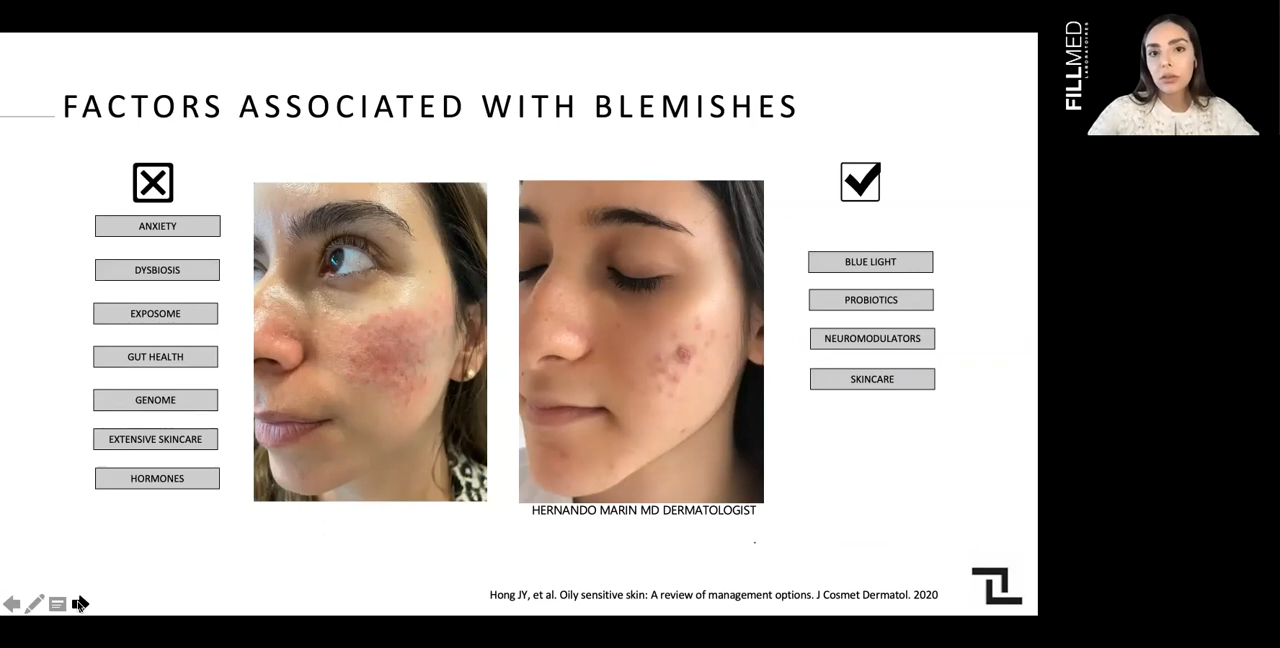 FACTORS ASSOCIATED WITH BLEMISHES
ANXIETY
DYSBIOSIS
EXPOSOME
GUT HEALTH
GENOME
EXTENSIVE SKINCARE
HORMONES
BLUE LIGHT
PROBIOTICS
NEUROMODULATORS
SKINCARE
HERNANDO MARIN MD DERMATOLOGIST
Hong JY, et al. Oily sensitive skin: A review of management options. J Cosmet Dermatol. 2020
FILLMED
LABORATOIRES